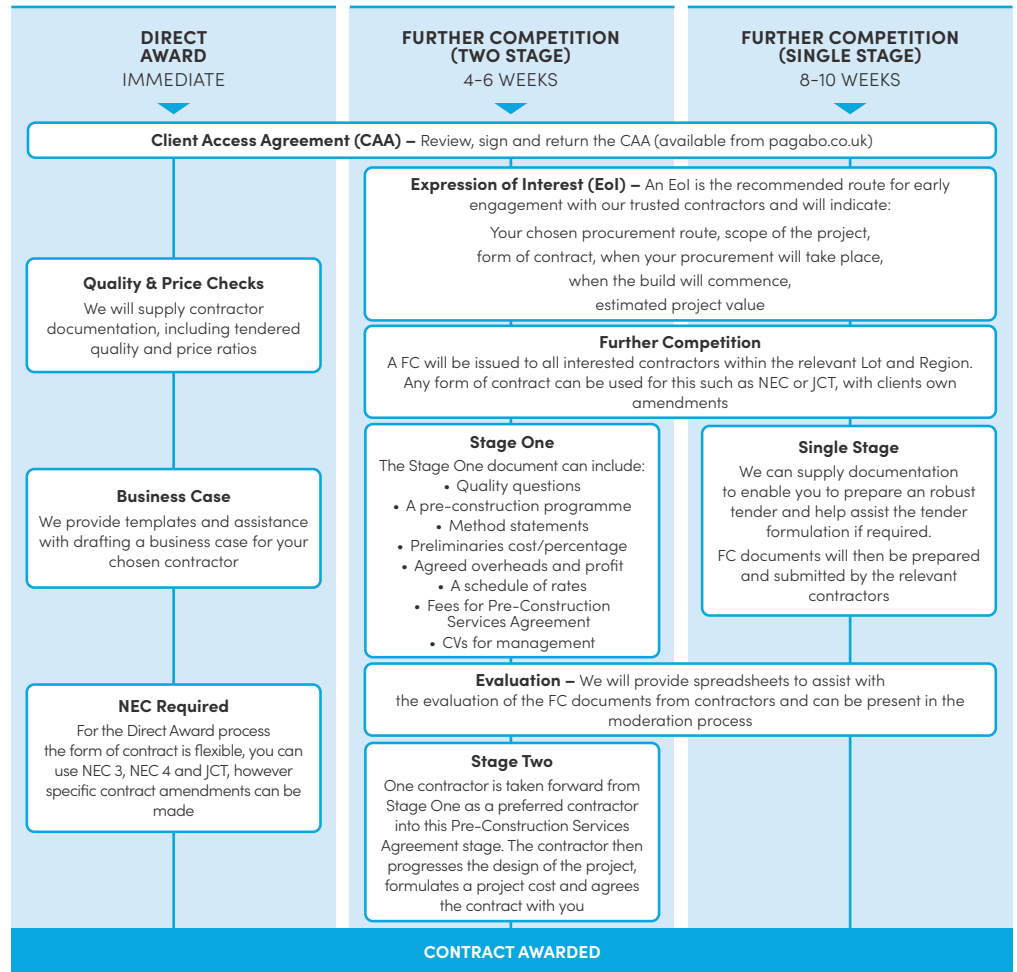 DIRECT
AWARD
IMMEDIATE
FURTHER COMPETITION
(TWO STAGE)
4-6 WEEKS
FURTHER COMPETITION
(SINGLE STAGE)
8-10 WEEKS
Client Access Agreement (CAA) – Review, sign and return the CAA (available from pagabo.co.uk)
Expression of Interest (EoI) – An EoI is the recommended route for early
engagement with our trusted contractors and will indicate:
Your chosen procurement route, scope of the project,
form of contract, when your procurement will take place,
when the build will commence,
estimated project value
Quality & Price Checks
We will supply contractor
documentation, including tendered
quality and price ratios
Further Competition
A FC will be issued to all interested contractors within the relevant Lot and Region.
Any form of contract can be used for this such as NEC or JCT, with clients own
amendments
Stage One
The Stage One document can include:
• Quality questions
• A pre-construction programme
• Method statements
• Preliminaries cost/percentage
• Agreed overheads and profit
• A schedule of rates
• Fees for Pre-Construction
Services Agreement
• CVs for management
Single Stage
We can supply documentation
to enable you to prepare an robust
tender and help assist the tender
formulation if required.
FC documents will then be prepared
and submitted by the relevant
contractors
Business Case
We provide templates and assistance
with drafting a business case for your
chosen contractor
Evaluation – We will provide spreadsheets to assist with
the evaluation of the FC documents from contractors and can be present in the
moderation process
NEC Required
For the Direct Award process
the form of contract is flexible, you can
use NEC 3, NEC 4 and JCT, however
specific contract amendments can be
made
Stage Two
One contractor is taken forward from
Stage One as a preferred contractor
into this Pre-Construction Services
Agreement stage. The contractor then
progresses the design of the project,
formulates a project cost and agrees
the contract with you
CONTRACT AWARDED